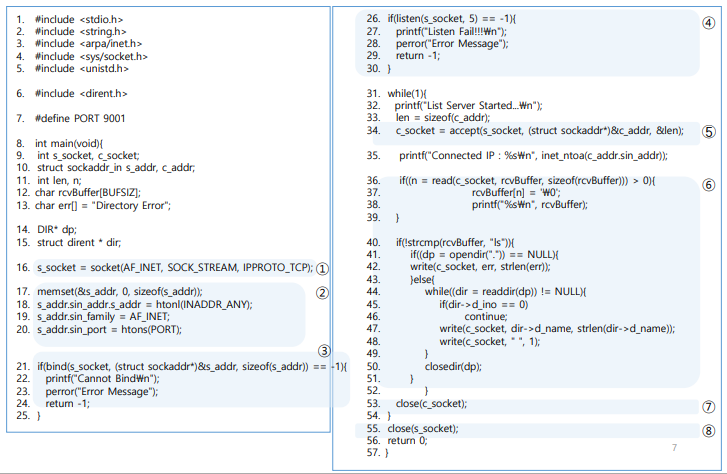 1. #include <stdio.h>
2. #include <string.h>
3. #include <arpa/inet.h>
4. #include <sys/socket.h>
5. #include <unistd.h>
6. #include <dirent.h>
7. #define PORT 9001
8. int main(void){
9. int s_socket, c_socket;
10. struct sockaddr_in s_addr, c_addr;
11. int len, n;
12. char rcvBuffer[BUFSIZ];
13. char err[] = "Directory Error";
14. DIR* dp;
15. struct dirent * dir;
16. s_socket = socket(AF_INET, SOCK_STREAM, IPPROTO_TCP); ①
17. memset(&s_addr, 0, sizeof(s_addr)); ②
18. s_addr.sin_addr.s_addr = htonl(INADDR_ANY);
19. s_addr.sin_family = AF_INET;
20. s_addr.sin_port = htons(PORT);
③
21. if(bind(s_socket, (struct sockaddr*)&s_addr, sizeof(s_addr)) == -1){
22. printf("Cannot Bind₩n");
23. perror("Error Message");
24. return -1;
25. }
26. if(listen(s_socket, 5) == -1){ ④
27. printf("Listen Fail!!!₩n");
28. perror("Error Message");
29. return -1;
30. }
31. while(1){
32. printf("List Server Started...₩n");
33. len = sizeof(c_addr);
34. c_socket = accept(s_socket, (struct sockaddr*)&c_addr, &len); ⑤
35. printf("Connected IP : %s₩n", inet_ntoa(c_addr.sin_addr));
36. if((n = read(c_socket, rcvBuffer, sizeof(rcvBuffer))) > 0){ ⑥
37. rcvBuffer[n] = '₩0';
38. printf("%s₩n", rcvBuffer);
39. }
40. if(!strcmp(rcvBuffer, "ls")){
41. if((dp = opendir(".")) == NULL){
42. write(c_socket, err, strlen(err));
43. }else{
44. while((dir = readdir(dp)) != NULL){
45. if(dir->d_ino == 0)
46. continue;
47. write(c_socket, dir->d_name, strlen(dir->d_name));
48. write(c_socket, " ", 1);
49. }
50. closedir(dp);
51. }
52. }
53. close(c_socket); ⑦
54. }
55. close(s_socket); ⑧
56. return 0;
57. }
7